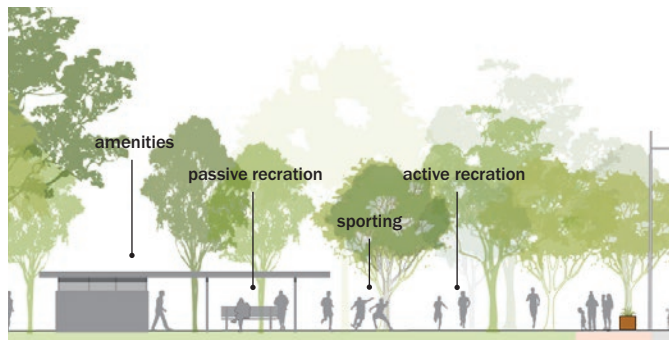 amenities
passive recration
active recration
sporting